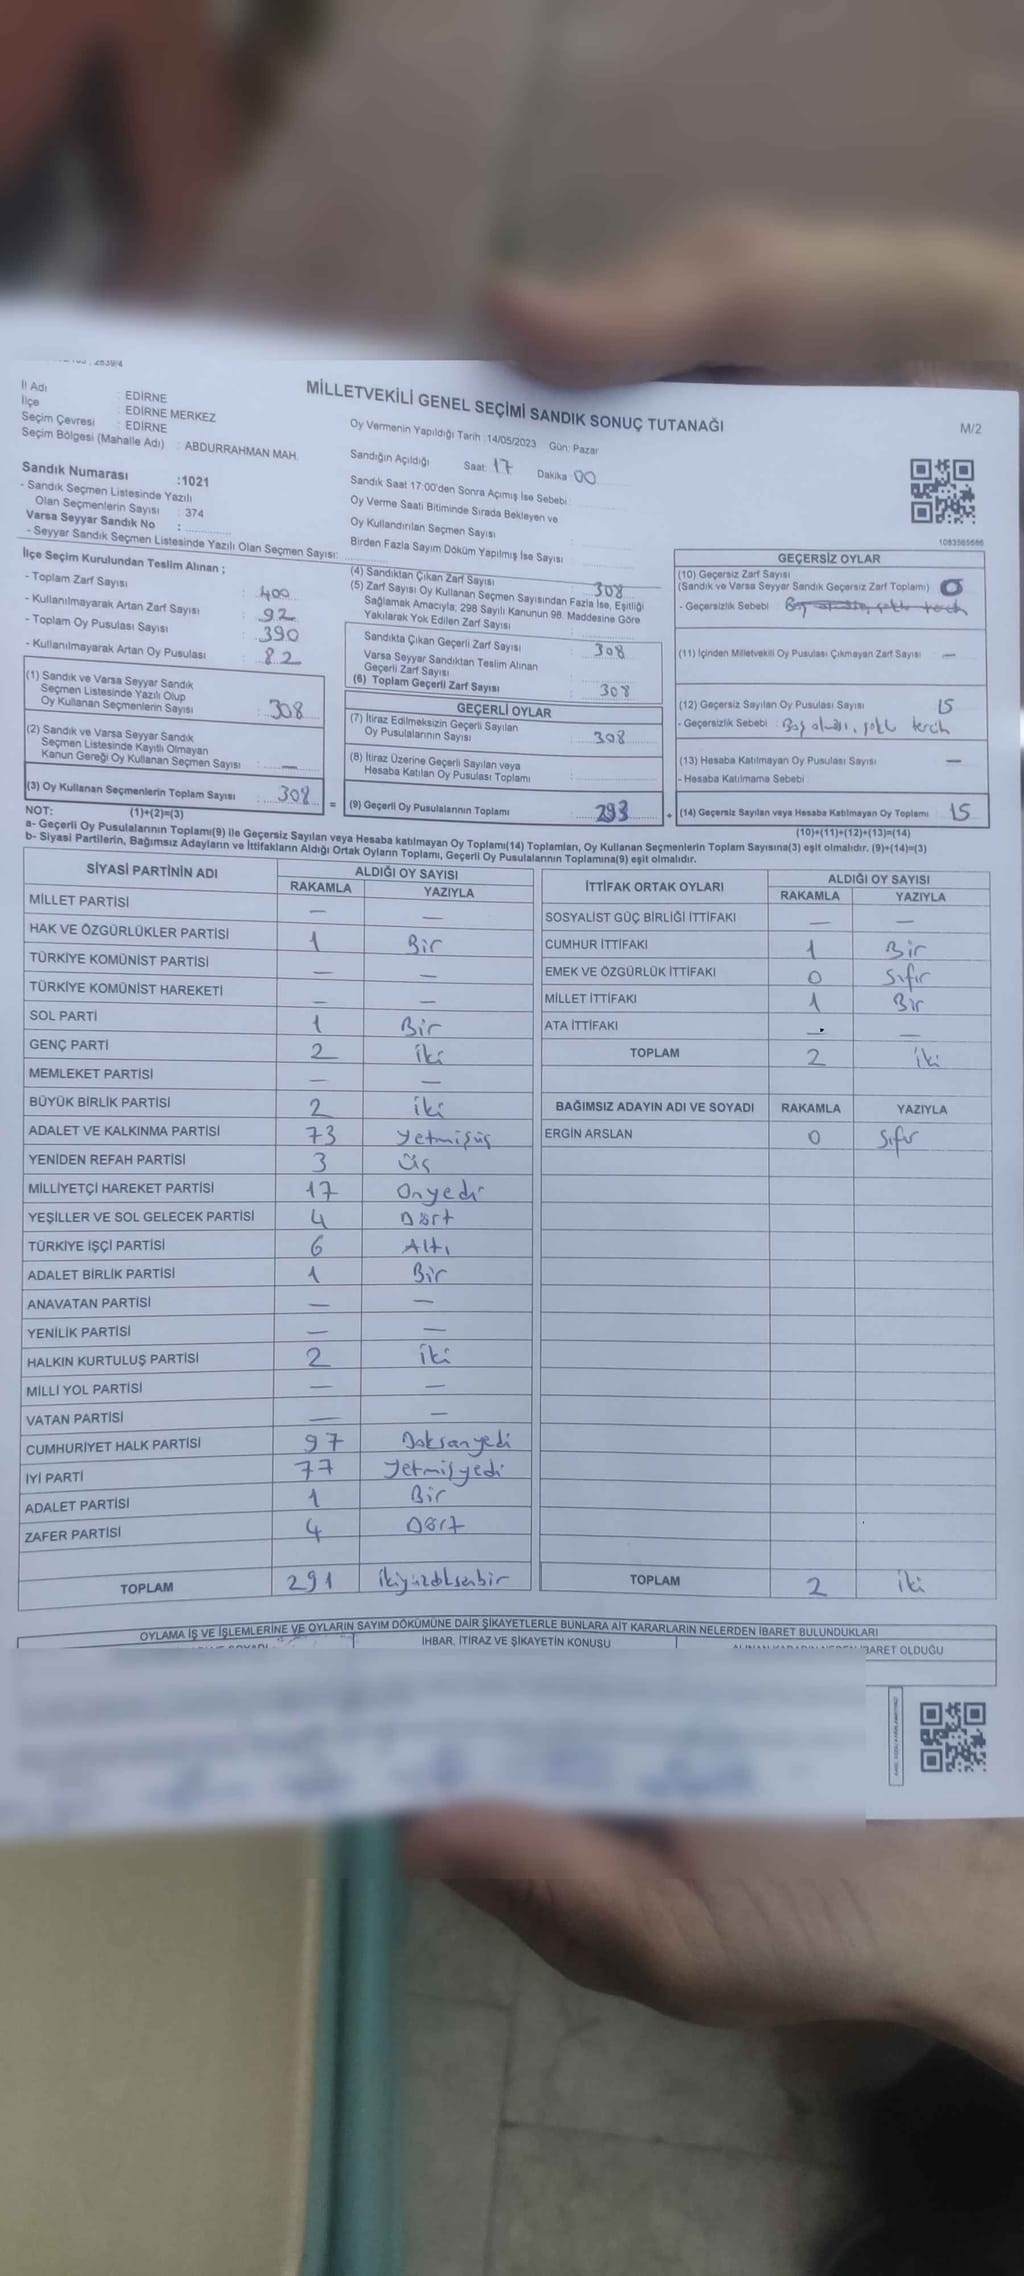 2839/4
MİLLETVEKİLİ GENEL SEÇİMİ SANDIK SONUÇ TUTANAĞI
M/2
İl Adı : EDİRNE
İlçe : EDİRNE MERKEZ
Seçim Çevresi : EDİRNE
Seçim Bölgesi (Mahalle Adı) : ABDURRAHMAN MAH.
Sandık Numarası :1021
- Sandık Seçmen Listesinde Yazılı
Olan Seçmenlerin Sayısı : 374
Varsa Seyyar Sandık No :
- Seyyar Sandık Seçmen Listesinde Yazılı Olan Seçmen Sayısı:
Oy Vermenin Yapıldığı Tarih :14/05/2023 Gün: Pazar
Sandığın Açıldığı Saat: 17 Dakika :00
Sandık Saat 17:00'den Sonra Açımış İse Sebebi
Oy Verme Saati Bitiminde Sırada Bekleyen ve
Oy Kullandırılan Seçmen Sayısı
Birden Fazla Sayım Döküm Yapılmış İse Sayısı
1083565686
İlçe Seçim Kurulundan Teslim Alınan ;
- Toplam Zarf Sayısı : 400
- Kullanılmayarak Artan Zarf Sayısı : 92
- Toplam Oy Pusulası Sayısı : 390
- Kullanılmayarak Artan Oy Pusulası : 82
(1) Sandık ve Varsa Seyyar Sandık
Seçmen Listesinde Yazılı Olup
Oy Kullanan Seçmenlerin Sayısı : 308
(2) Sandık ve Varsa Seyyar Sandık
Seçmen Listesinde Kayıtlı Olmayan
Kanun Gereği Oy Kullanan Seçmen Sayısı : —
(3) Oy Kullanan Seçmenlerin Toplam Sayısı : 308 =
(4) Sandıktan Çıkan Zarf Sayısı 308
(5) Zarf Sayısı Oy Kullanan Seçmen Sayısından Fazla İse, Eşitliği
Sağlamak Amacıyla; 298 Sayılı Kanunun 98. Maddesine Göre
Yakılarak Yok Edilen Zarf Sayısı :
Sandıkta Çıkan Geçerli Zarf Sayısı : 308
Varsa Seyyar Sandıktan Teslim Alınan
Geçerli Zarf Sayısı
(6) Toplam Geçerli Zarf Sayısı : 308
GEÇERLİ OYLAR
(7) İtiraz Edilmeksizin Geçerli Sayılan
Oy Pusulalarının Sayısı : 308
(8) İtiraz Üzerine Geçerli Sayılan veya
Hesaba Katılan Oy Pusulası Toplamı :
(9) Geçerli Oy Pusulalarının Toplamı : 293 +
GEÇERSİZ OYLAR
(10) Geçersiz Zarf Sayısı
(Sandık ve Varsa Seyyar Sandık Geçersiz Zarf Toplamı) : 0
- Geçersizlik Sebebi :
(11) İçinden Milletvekili Oy Pusulası Çıkmayan Zarf Sayısı : —
(12) Geçersiz Sayılan Oy Pusulası Sayısı 15
- Geçersizlik Sebebi : Boş olması, çoklu tercih
(13) Hesaba Katılmayan Oy Pusulası Sayısı : —
- Hesaba Katılmama Sebebi :
(14) Geçersiz Sayılan veya Hesaba Katılmayan Oy Toplamı : 15
NOT: (1)+(2)=(3)
(10)+(11)+(12)+(13)=(14)
a- Geçerli Oy Pusulalarının Toplamı(9) İle Geçersiz Sayılan veya Hesaba katılmayan Oy Toplamı(14) Toplamları, Oy Kullanan Seçmenlerin Toplam Sayısına(3) eşit olmalıdır. (9)+(14)=(3)
b- Siyasi Partilerin, Bağımsız Adayların ve İttifakların Aldığı Ortak Oyların Toplamı, Geçerli Oy Pusulalarının Toplamına(9) eşit olmalıdır.
SİYASİ PARTİNİN ADI ALDIĞI OY SAYISI
RAKAMLA YAZIYLA
MİLLET PARTİSİ — —
HAK VE ÖZGÜRLÜKLER PARTİSİ 1 Bir
TÜRKİYE KOMÜNİST PARTİSİ — —
TÜRKİYE KOMÜNİST HAREKETİ — —
SOL PARTİ 1 Bir
GENÇ PARTİ 2 İki
MEMLEKET PARTİSİ — —
BÜYÜK BİRLİK PARTİSİ 2 İki
ADALET VE KALKINMA PARTİSİ 73 Yetmişüç
YENİDEN REFAH PARTİSİ 3 Üç
MİLLİYETÇİ HAREKET PARTİSİ 17 Onyedi
YEŞİLLER VE SOL GELECEK PARTİSİ 4 Dört
TÜRKİYE İŞÇİ PARTİSİ 6 Altı
ADALET BİRLİK PARTİSİ 1 Bir
ANAVATAN PARTİSİ — —
YENİLİK PARTİSİ — —
HALKIN KURTULUŞ PARTİSİ 2 İki
MİLLİ YOL PARTİSİ — —
VATAN PARTİSİ — —
CUMHURİYET HALK PARTİSİ 97 Doksanyedi
İYİ PARTİ 77 Yetmişyedi
ADALET PARTİSİ 1 Bir
ZAFER PARTİSİ 4 Dört
TOPLAM 291 İkiyüzdoksanbir
İTTİFAK ORTAK OYLARI ALDIĞI OY SAYISI
RAKAMLA YAZIYLA
SOSYALİST GÜÇ BİRLİĞİ İTTİFAKI — —
CUMHUR İTTİFAKI 1 Bir
EMEK VE ÖZGÜRLÜK İTTİFAKI 0 Sıfır
MİLLET İTTİFAKI 1 Bir
ATA İTTİFAKI — —
TOPLAM 2 İki
BAĞIMSIZ ADAYIN ADI VE SOYADI RAKAMLA YAZIYLA
ERGİN ARSLAN 0 Sıfır
TOPLAM 2 İki
OYLAMA İŞ VE İŞLEMLERİNE VE OYLARIN SAYIM DÖKÜMÜNE DAİR ŞİKAYETLERLE BUNLARA AİT KARARLARIN NELERDEN İBARET BULUNDUKLARI
İHBAR, İTİRAZ VE ŞİKAYETİN KONUSU
İBARET OLDUĞU